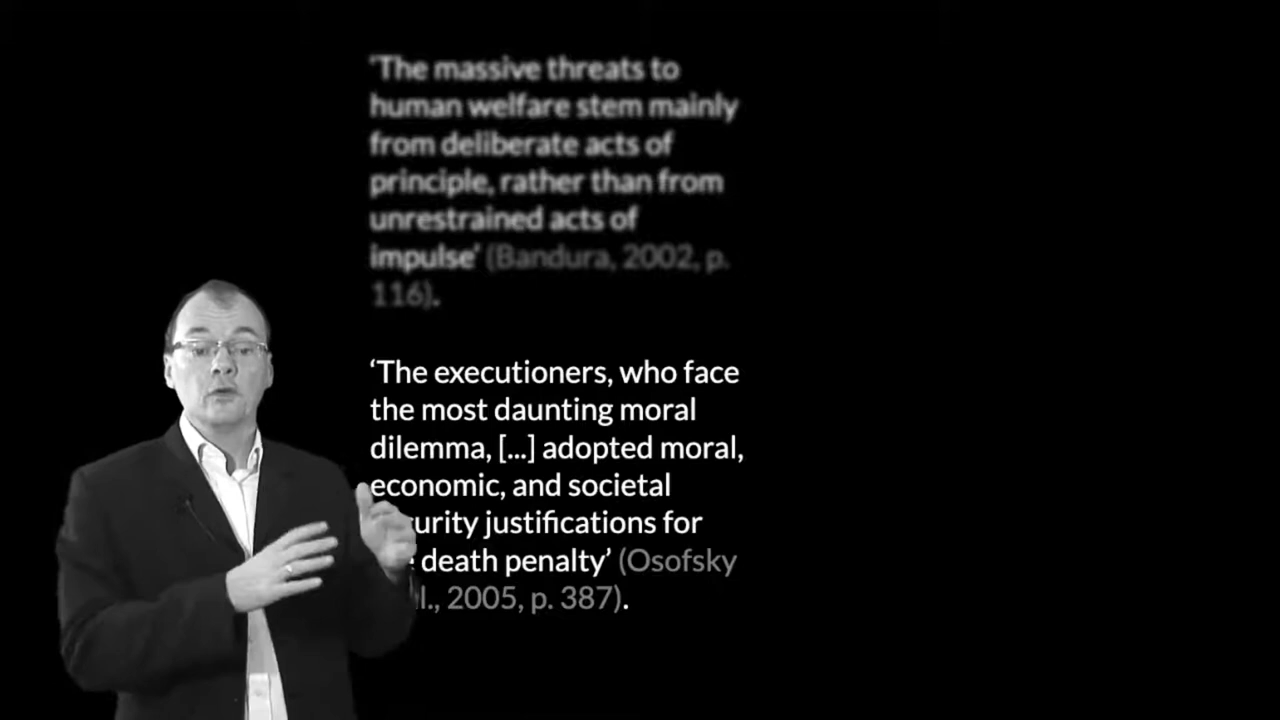 ‘The massive threats to
human welfare stem mainly
from deliberate acts of
principle, rather than from
unrestrained acts of
impulse’ (Bandura, 2002, p.
116).
‘The executioners, who face
the most daunting moral
dilemma, [...] adopted moral,
economic, and societal
curity justifications for
death penalty’ (Osofsky
l., 2005, p. 387).